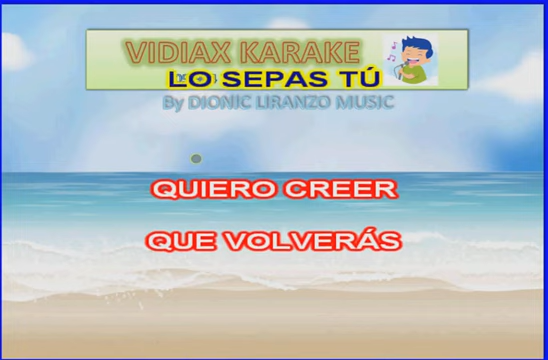 VIDIAX KARAKE
LO SEPAS TÚ
By DIONIC LIRANZO MUSIC
QUIERO CREER
QUE VOLVERÁS